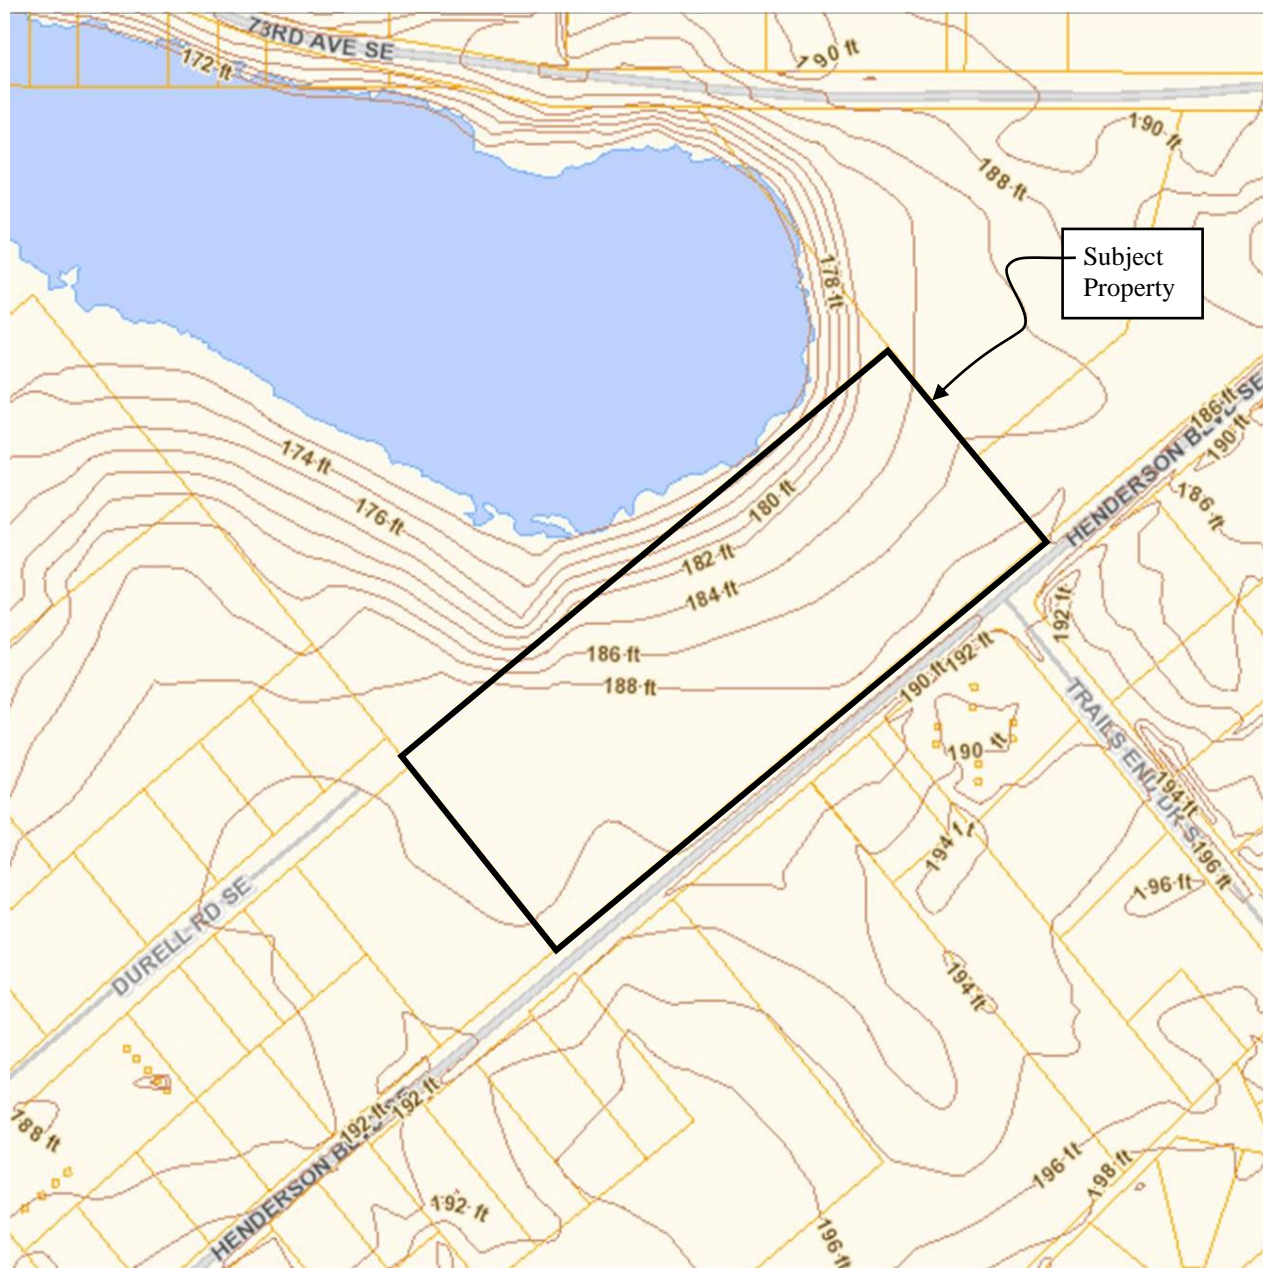 73RD AVE SE
190 ft
172 ft
190 ft
188 ft
Subject
Property
178 ft
186 ft
190 ft
HENDERSON BLVD SE
174 ft
176 ft
180 ft
186 ft
182 ft
184 ft
192 ft
186 ft
188 ft
190 ft
192 ft
190 ft
TRAILS END DR SE
194 ft
194 ft
196 ft
196 ft
DURELL RD SE
194 ft
188 ft
192 ft
192 ft
HENDERSON BLVD SE
196 ft
198 ft
192 ft
196 ft